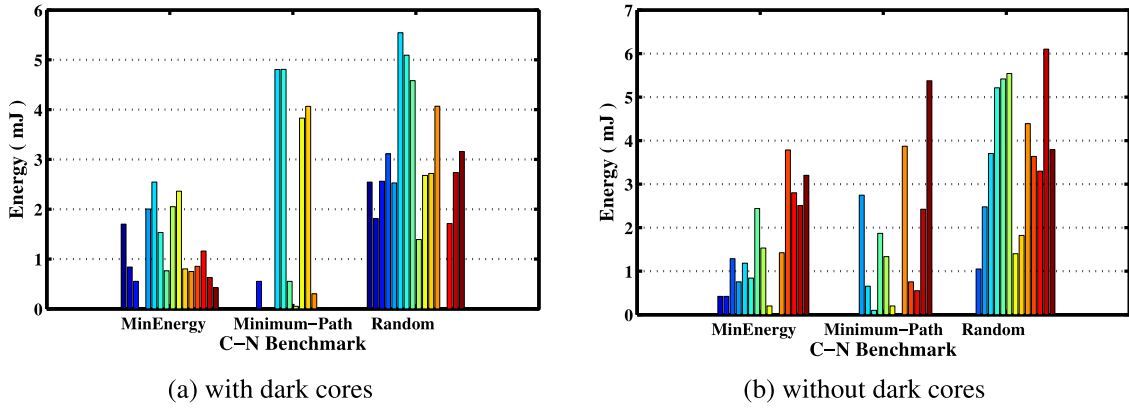 6
5
4
3
2
1
0
Energy ( mJ )
MinEnergy Minimum−Path Random
C−N Benchmark
(a) with dark cores
7
6
5
4
3
2
1
0
Energy ( mJ )
MinEnergy Minimum−Path Random
C−N Benchmark
(b) without dark cores